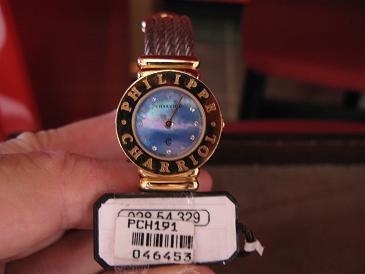 PHILIPPE
CHARRIOL
CHARRIOL
028 54 329
PCH191
046453